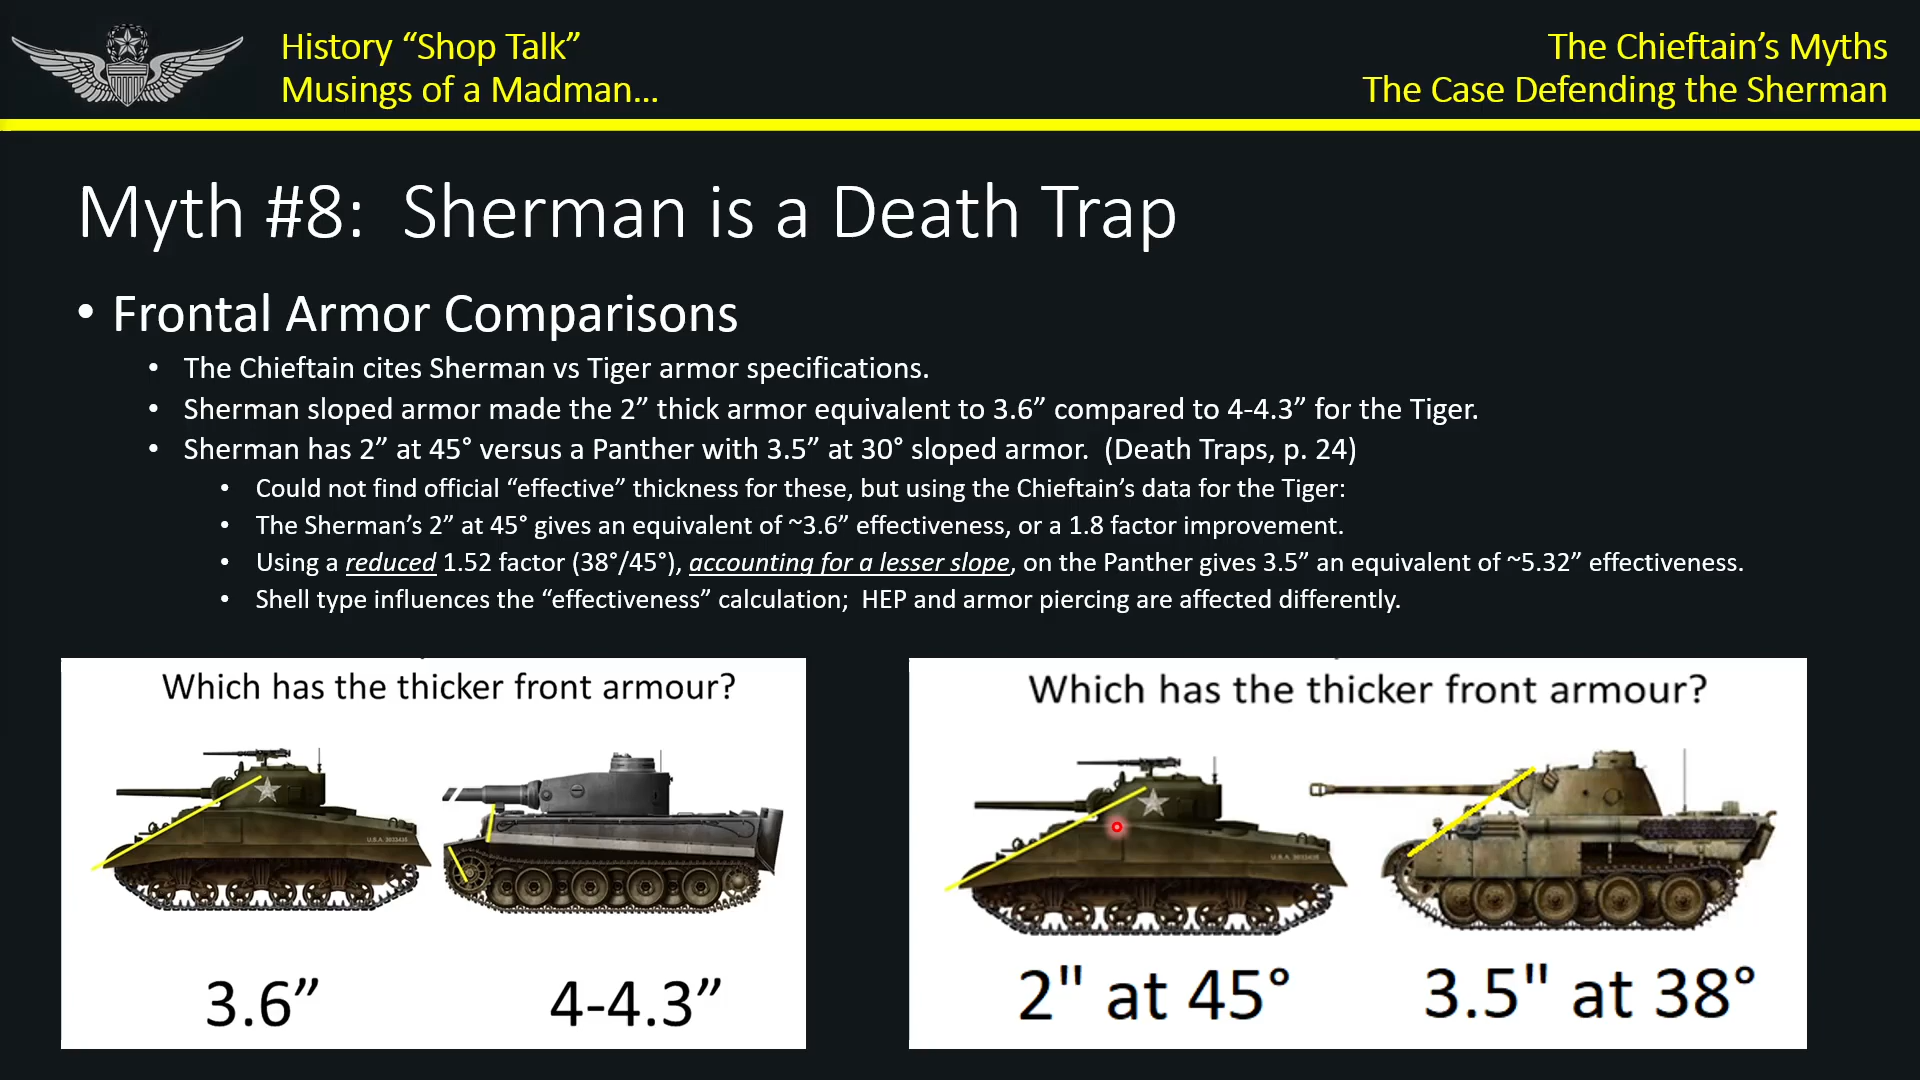 History “Shop Talk”
Musings of a Madman…
The Chieftain’s Myths
The Case Defending the Sherman
Myth #8: Sherman is a Death Trap
• Frontal Armor Comparisons
• The Chieftain cites Sherman vs Tiger armor specifications.
• Sherman sloped armor made the 2” thick armor equivalent to 3.6” compared to 4-4.3” for the Tiger.
• Sherman has 2” at 45° versus a Panther with 3.5” at 30° sloped armor. (Death Traps, p. 24)
• Could not find official “effective” thickness for these, but using the Chieftain’s data for the Tiger:
• The Sherman’s 2” at 45° gives an equivalent of ~3.6” effectiveness, or a 1.8 factor improvement.
• Using a reduced 1.52 factor (38°/45°), accounting for a lesser slope, on the Panther gives 3.5” an equivalent of ~5.32” effectiveness.
• Shell type influences the “effectiveness” calculation; HEP and armor piercing are affected differently.
Which has the thicker front armour?
3.6”
4-4.3”
Which has the thicker front armour?
2" at 45°
3.5" at 38°